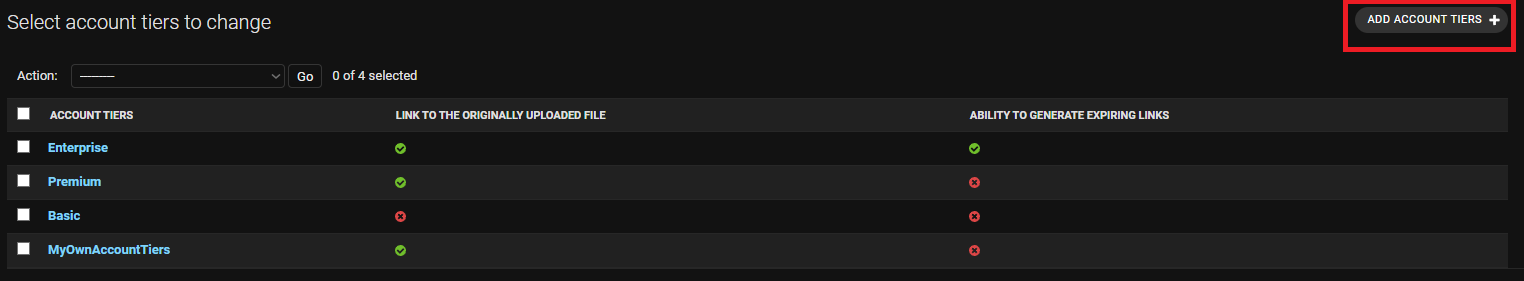 Select account tiers to change
ADD ACCOUNT TIERS +
Action: ---------- Go 0 of 4 selected
ACCOUNT TIERS LINK TO THE ORIGINALLY UPLOADED FILE ABILITY TO GENERATE EXPIRING LINKS
Enterprise
Premium
Basic
MyOwnAccountTiers